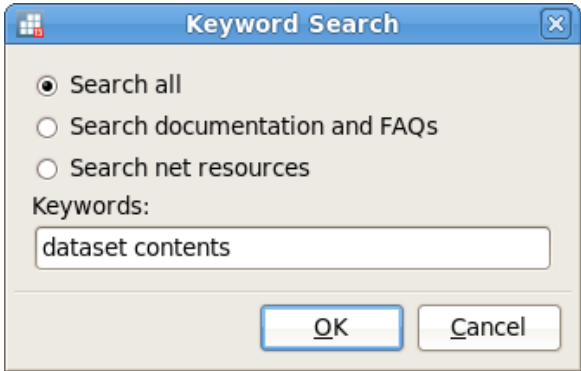 Keyword Search
Search all
Search documentation and FAQs
Search net resources
Keywords:
dataset contents
OK
Cancel